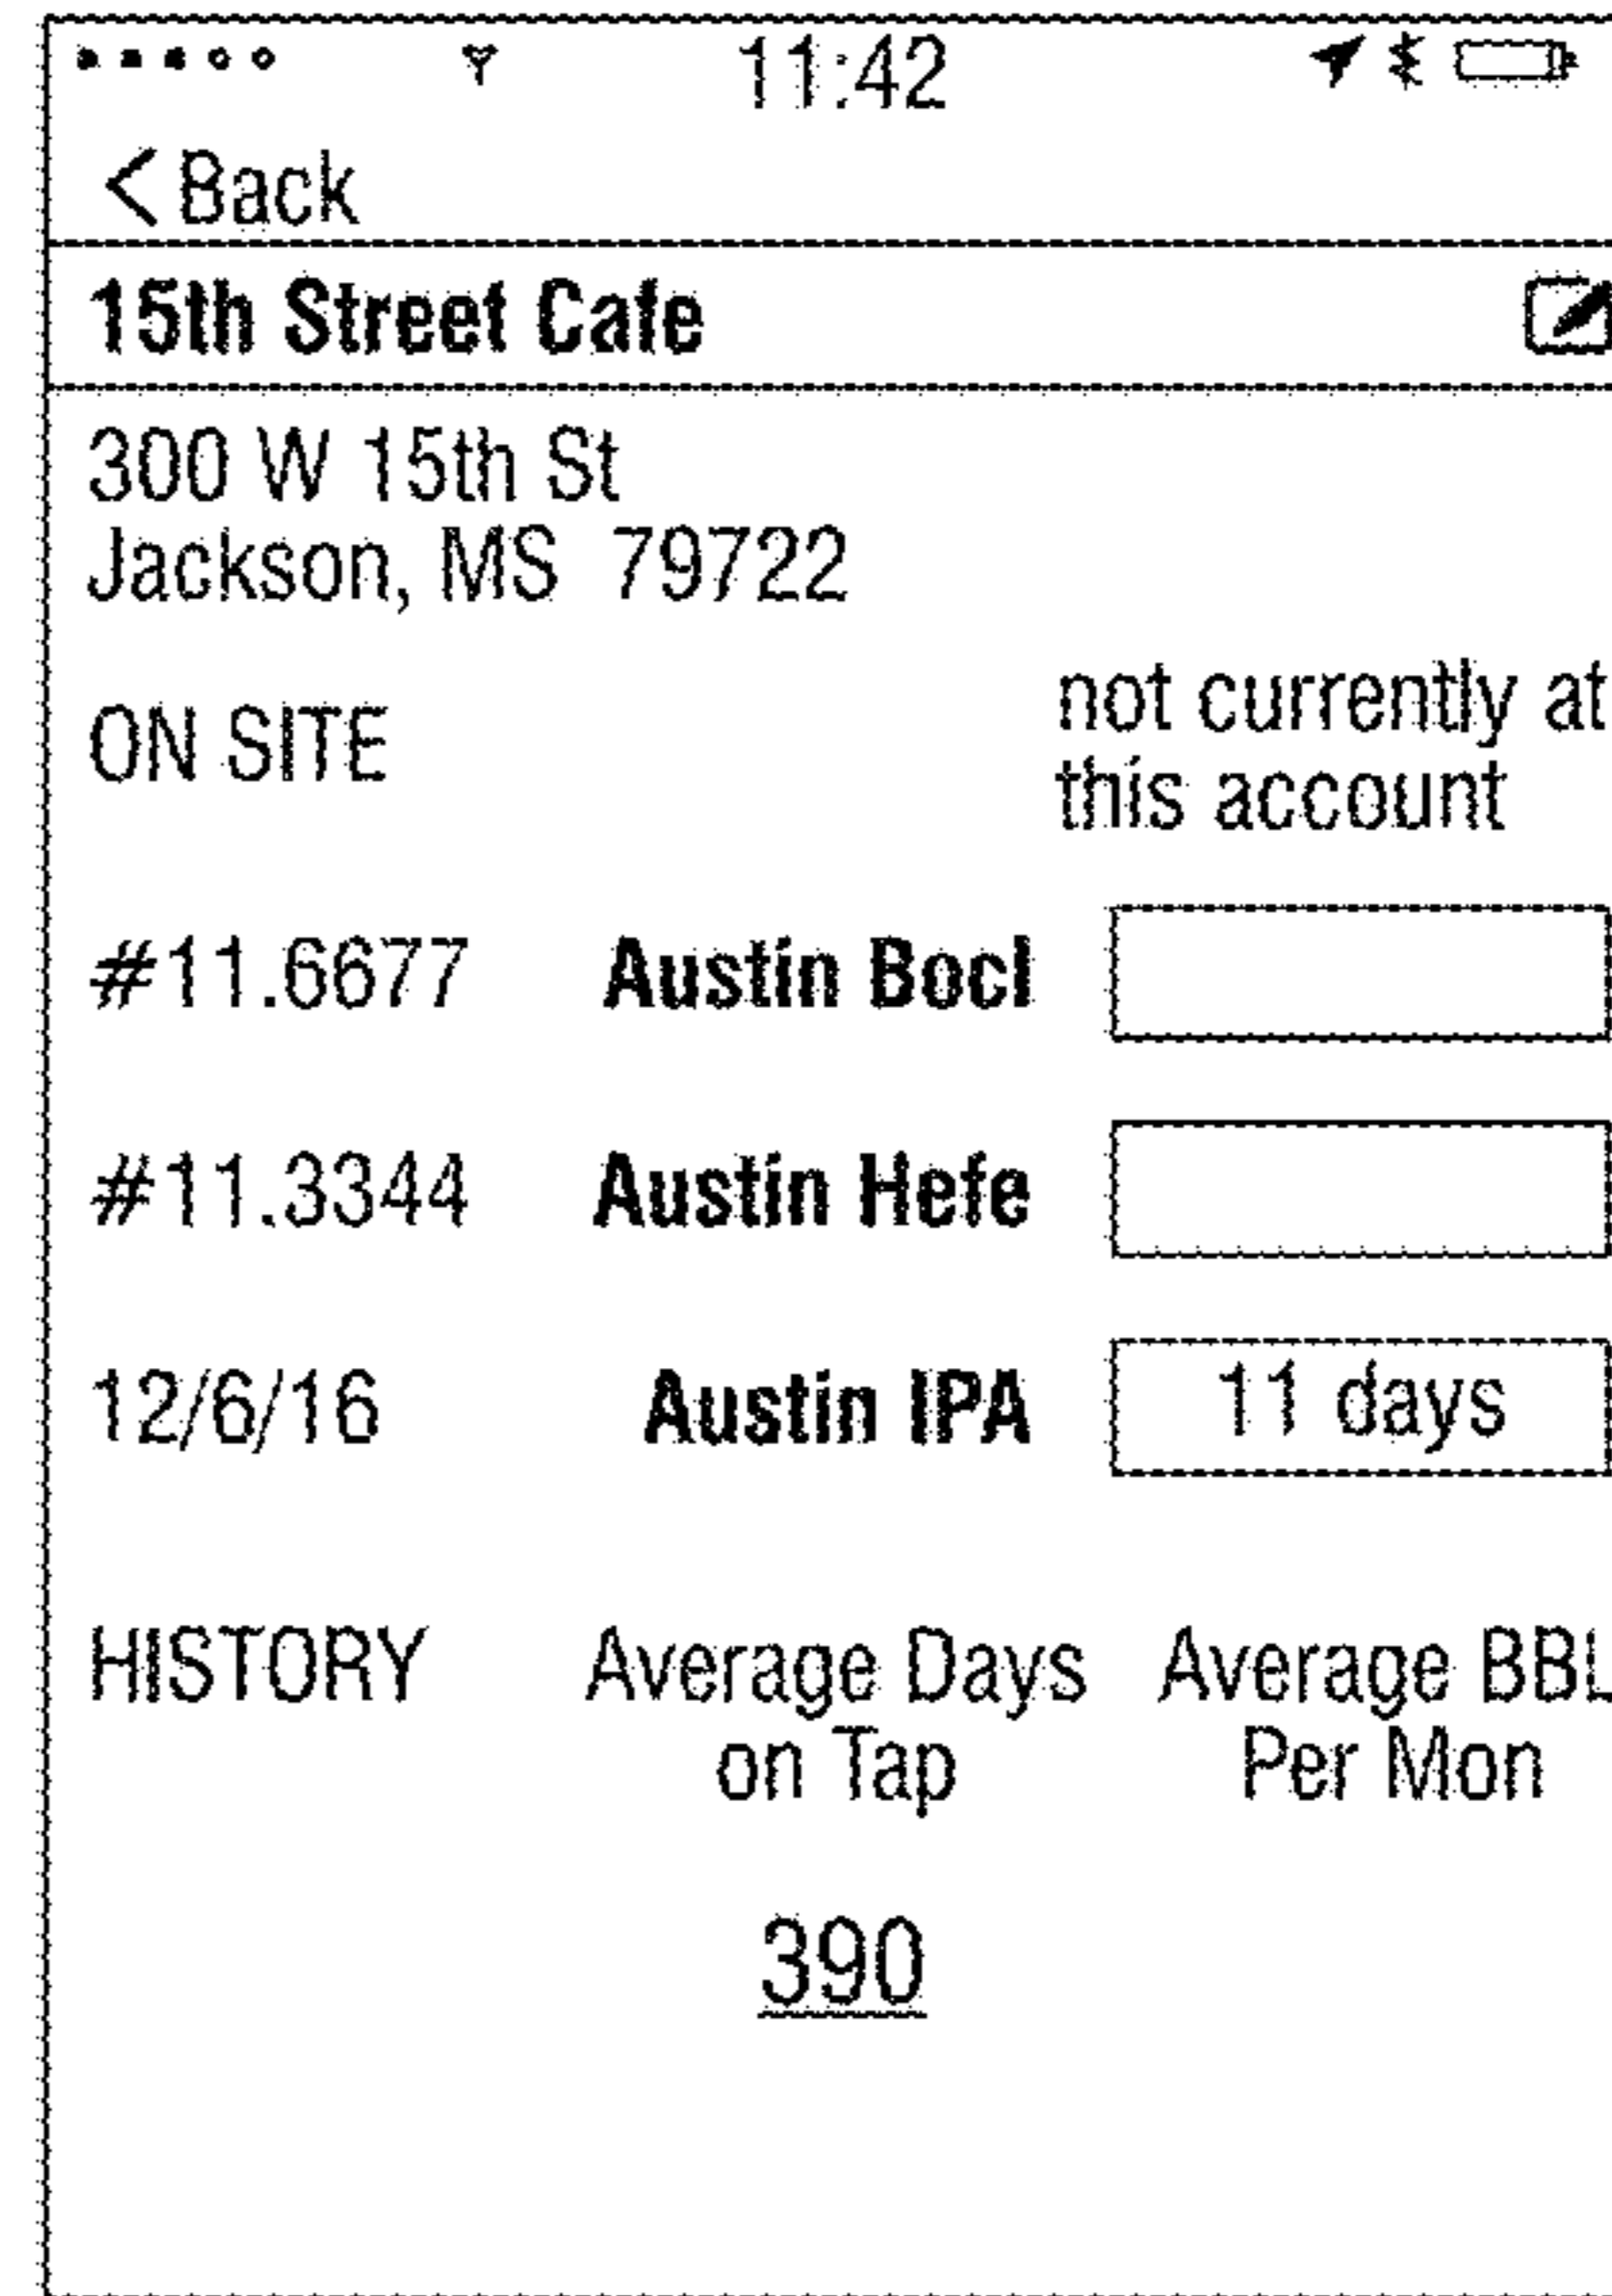 11:42
< Back
15th Street Cafe
300 W 15th St
Jackson, MS 79722
ON SITE
not currently at
this account
#11.6677 Austin Bocl
#11.3344 Austin Hefe
12/6/16 Austin IPA 11 days
HISTORY Average Days Average BBL
on Tap Per Mon
390